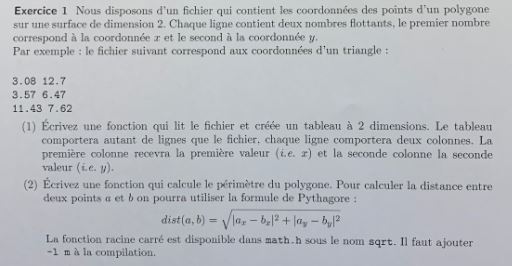 Exercice 1 Nous disposons d'un fichier qui contient les coordonnées des points d'un polygone
sur une surface de dimension 2. Chaque ligne contient deux nombres flottants, le premier nombre
correspond à la coordonnée x et le second à la coordonnée y.
Par exemple : le fichier suivant correspond aux coordonnées d'un triangle :
3.08 12.7
3.57 6.47
11.43 7.62
(1) Écrivez une fonction qui lit le fichier et créée un tableau à 2 dimensions. Le tableau
comportera autant de lignes que le fichier, chaque ligne comportera deux colonnes. La
première colonne recevra la première valeur (i.e. x) et la seconde colonne la seconde
valeur (i.e. y).
(2) Écrivez une fonction qui calcule le périmètre du polygone. Pour calculer la distance entre
deux points a et b on pourra utiliser la formule de Pythagore :
dist(a, b) = √(|aₓ − bₓ|² + |a_y − b_y|²)
La fonction racine carré est disponible dans math.h sous le nom sqrt. Il faut ajouter
-l m à la compilation.